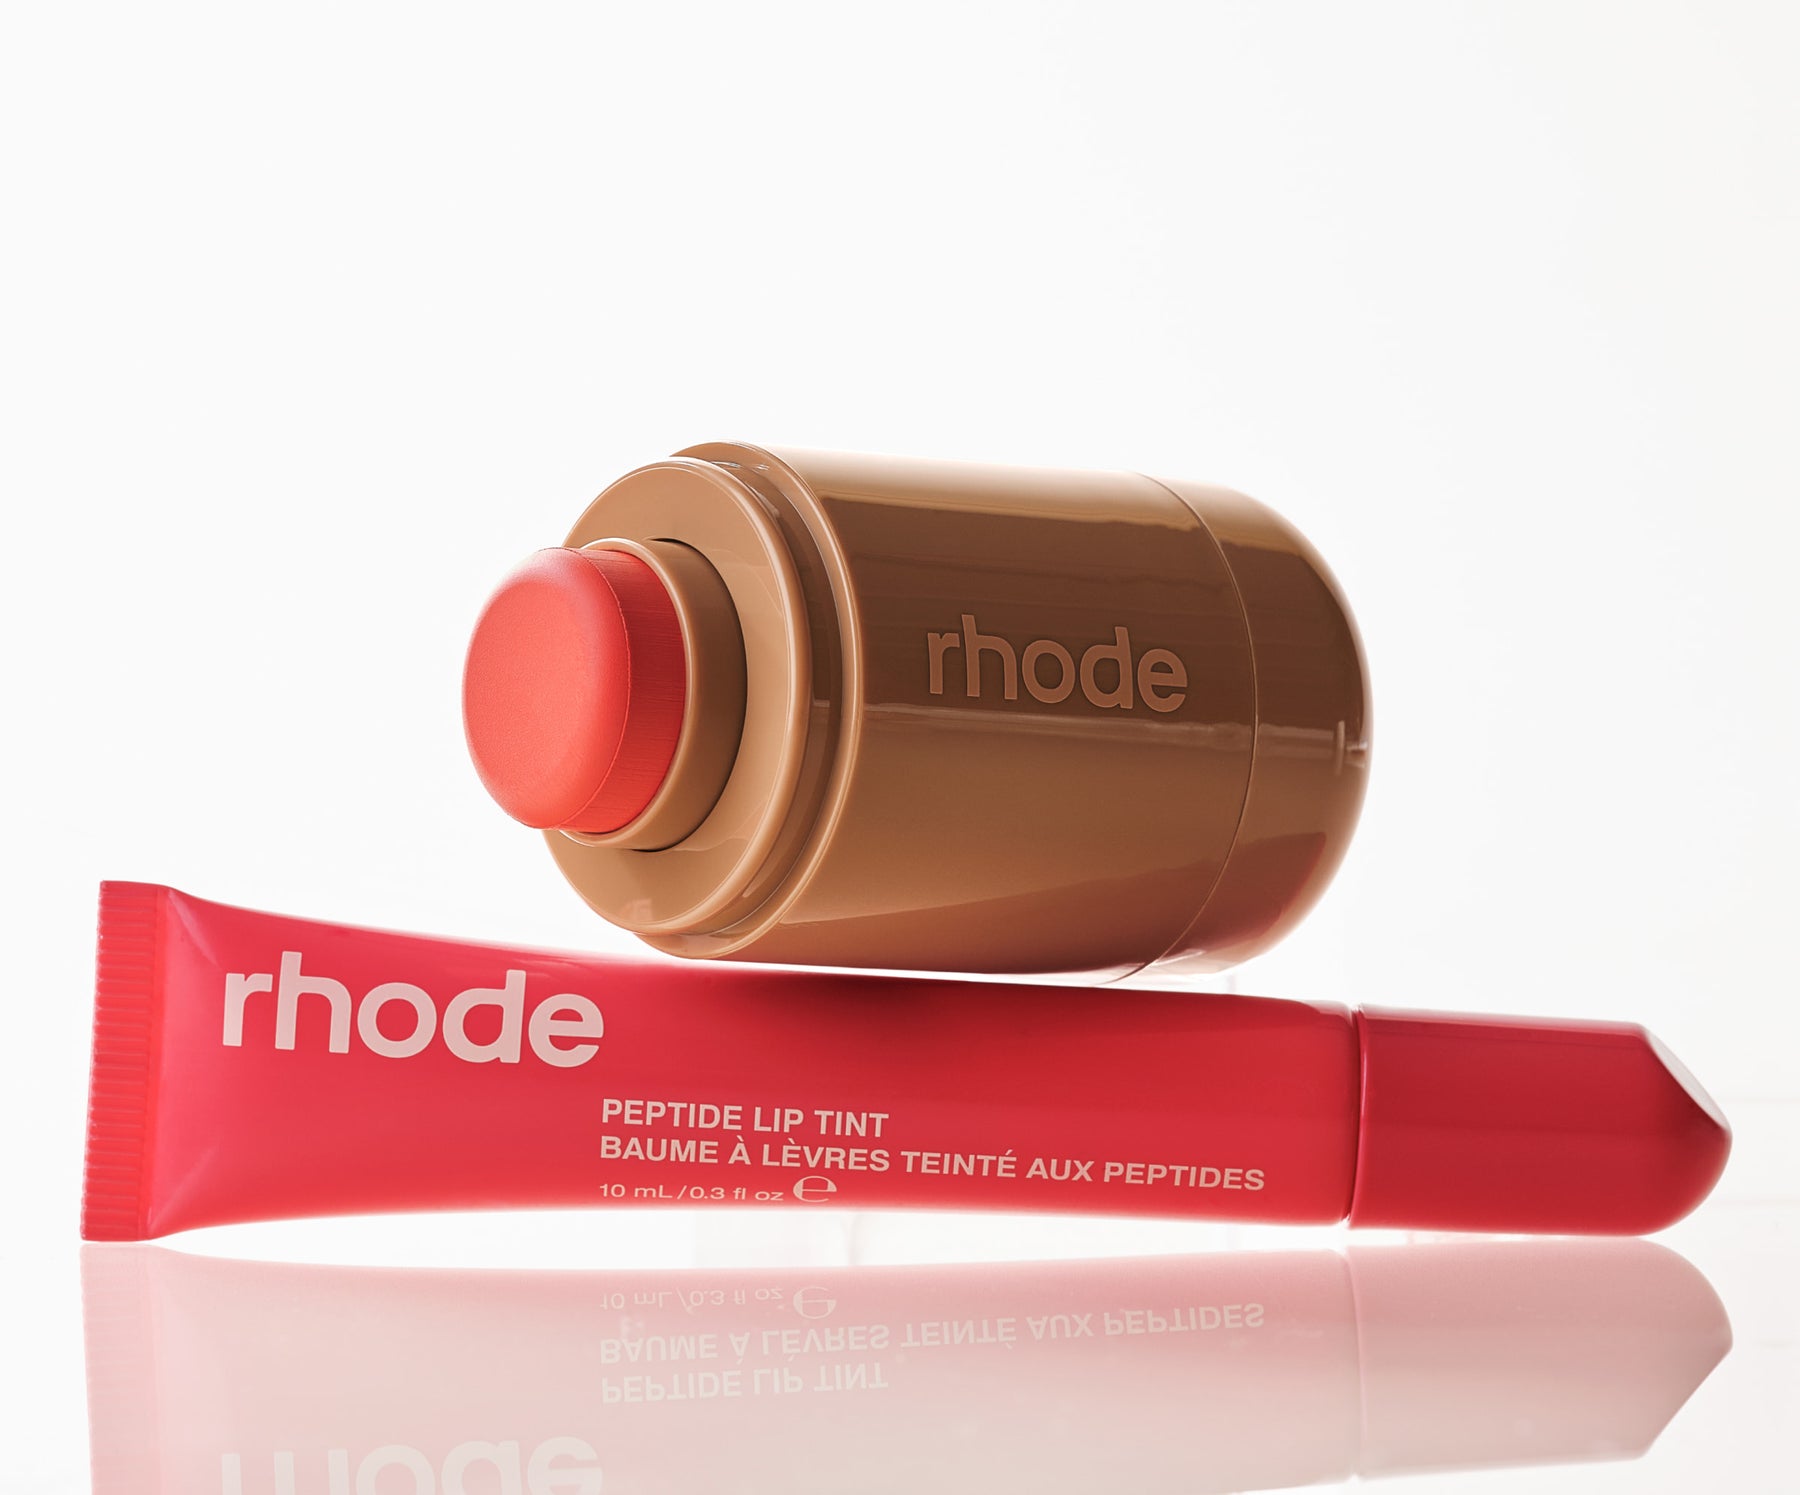 rhode
rhode
PEPTIDE LIP TINT
BAUME À LÈVRES TEINTÉ AUX PEPTIDES
10 mL/0.3 fl oz ℮